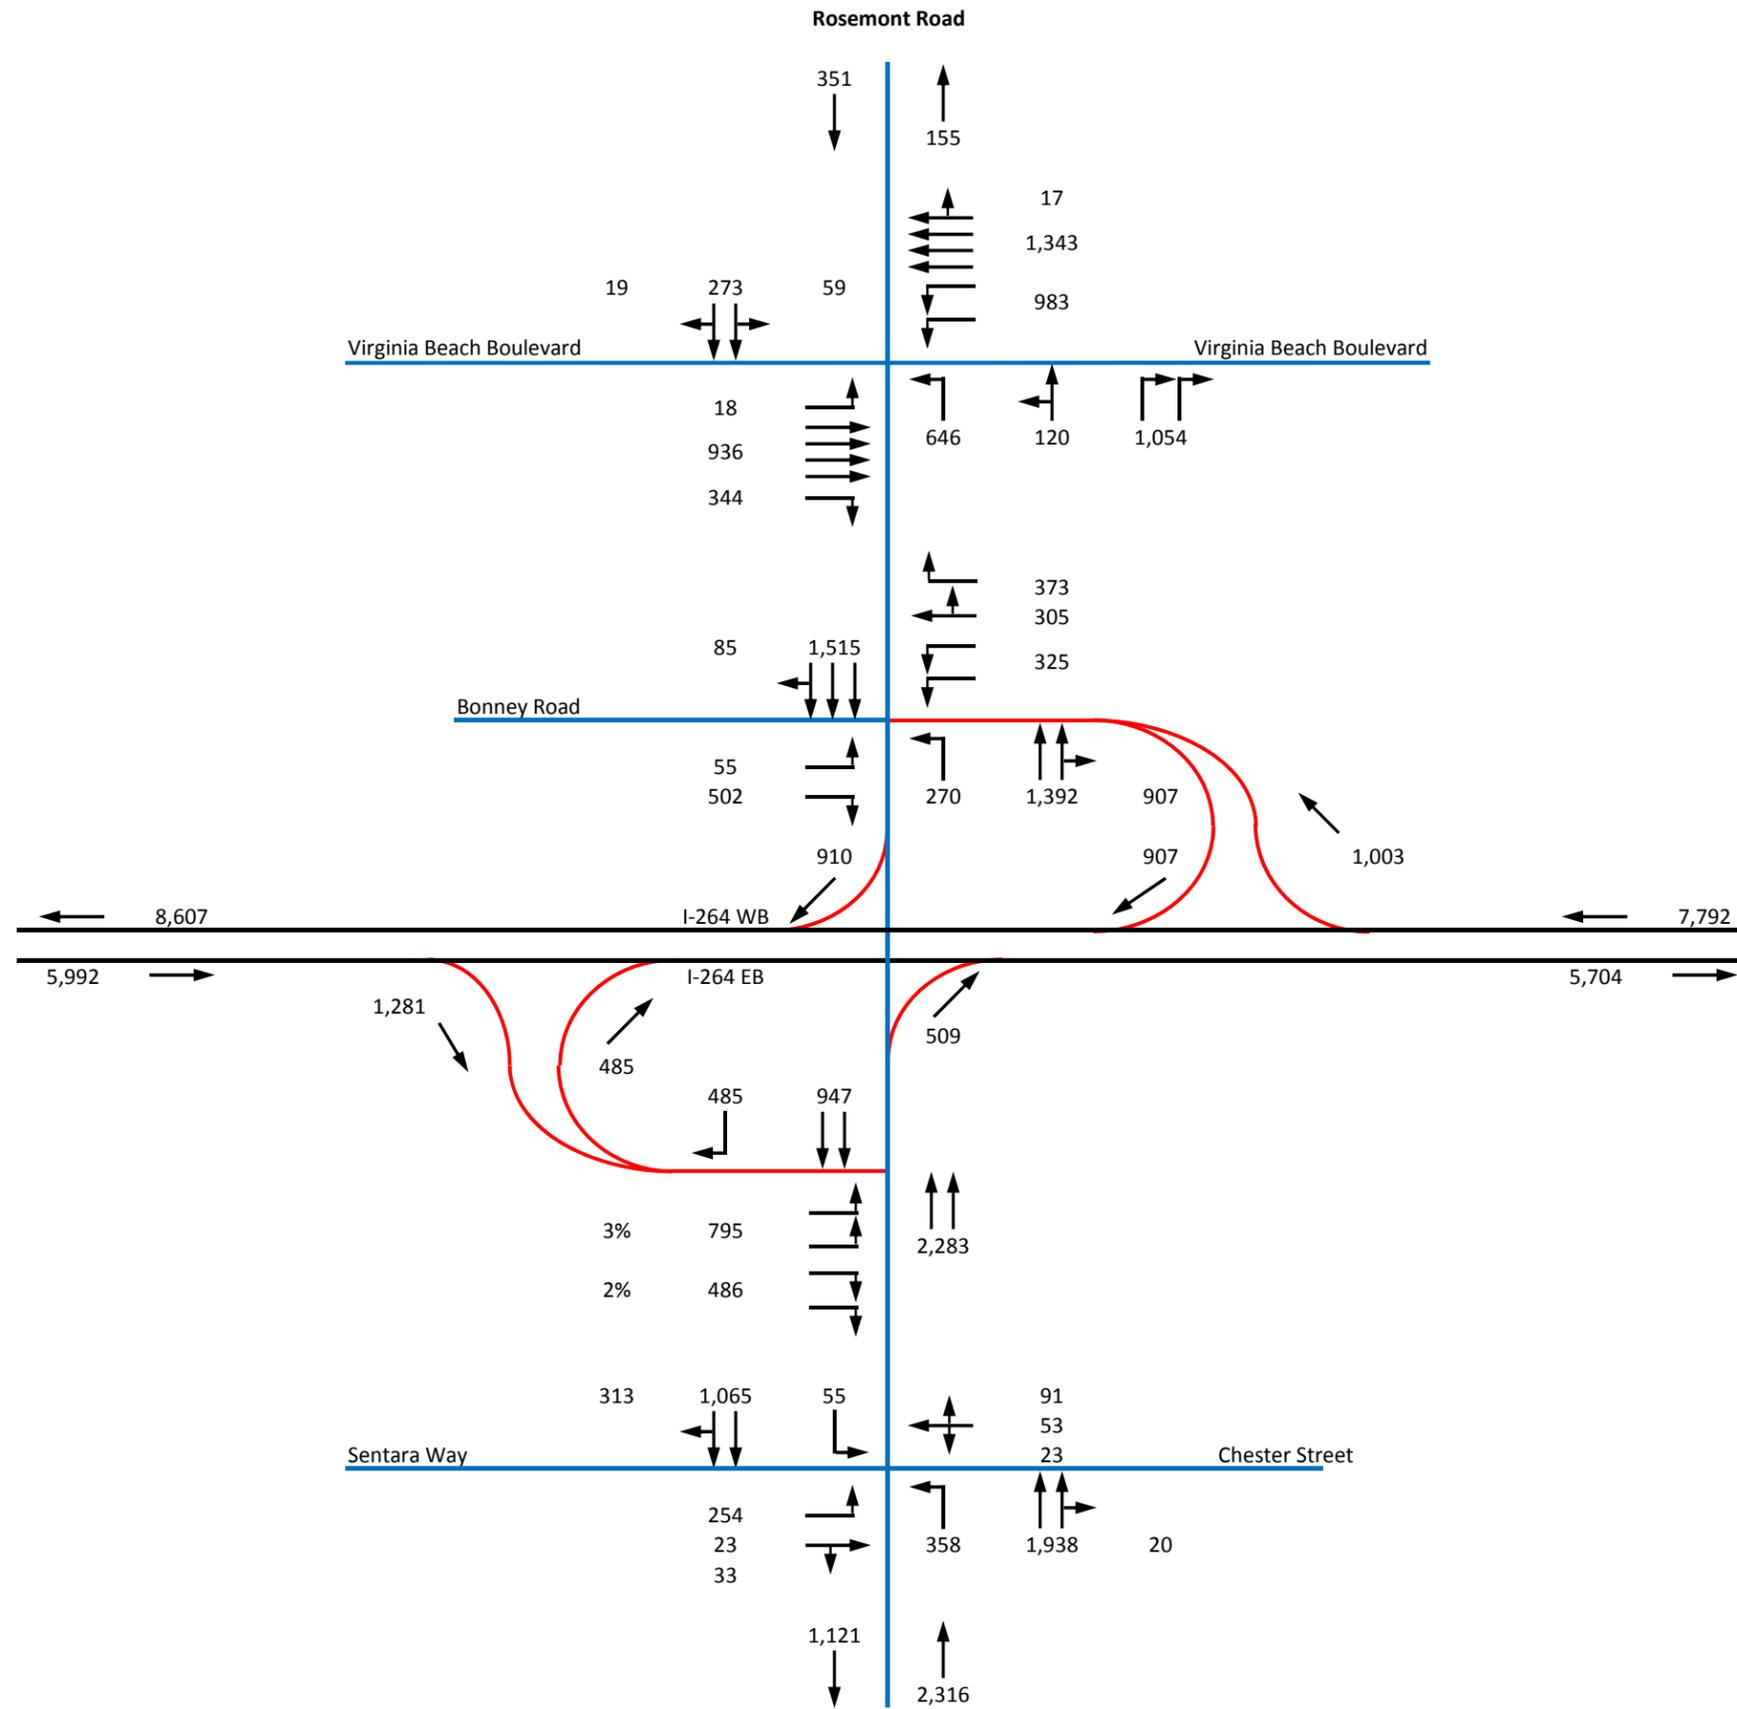 Rosemont Road
351
155
17
1,343
19 273 59
983
Virginia Beach Boulevard Virginia Beach Boulevard
18
646 120 1,054
936
344
373
305
85 1,515
325
Bonney Road
55
502
270 1,392 907
910 907 1,003
8,607 I-264 WB 7,792
5,992 I-264 EB 5,704
1,281
509
485
485 947
3% 795
2,283
2% 486
313 1,065 55 91
53
23
Sentara Way Chester Street
254
23
358 1,938 20
33
1,121
2,316